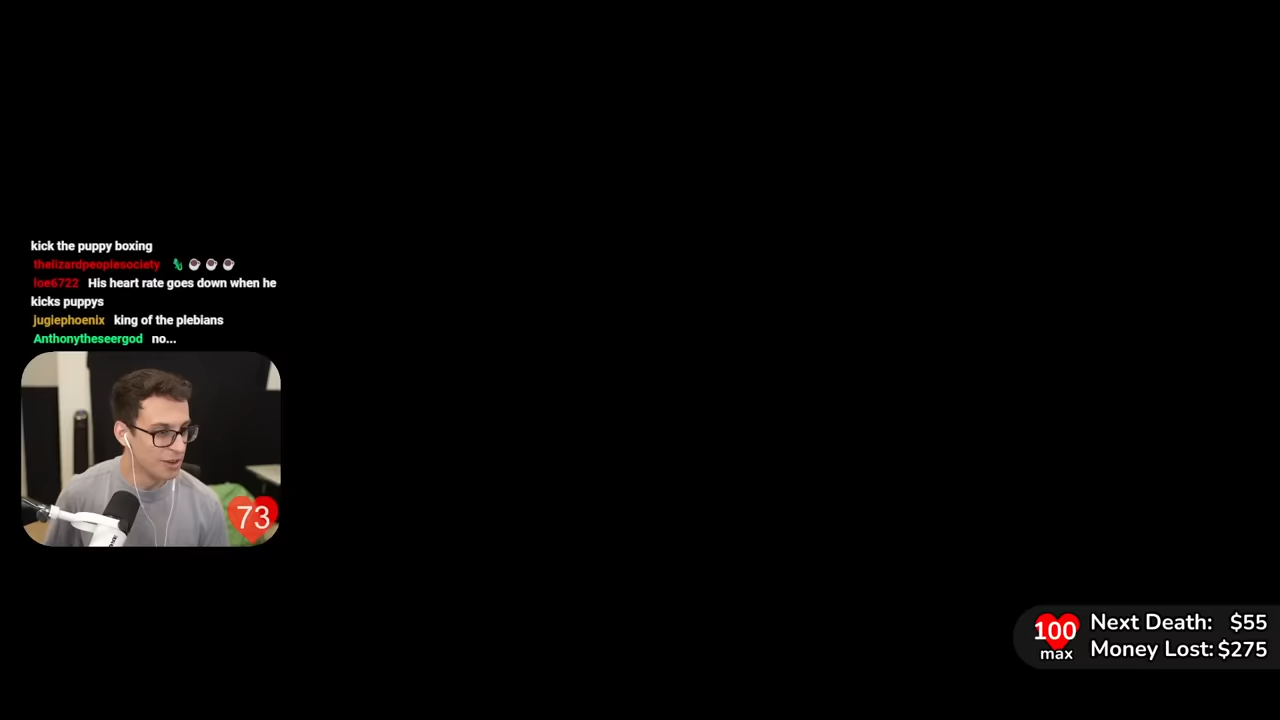 kick the puppy boxing
thelizardpeoplesociety
loe6722 His heart rate goes down when he
kicks puppys
jugiephoenix king of the plebians
Anthonytheseergod no...
73
100
max
Next Death: $55
Money Lost: $275